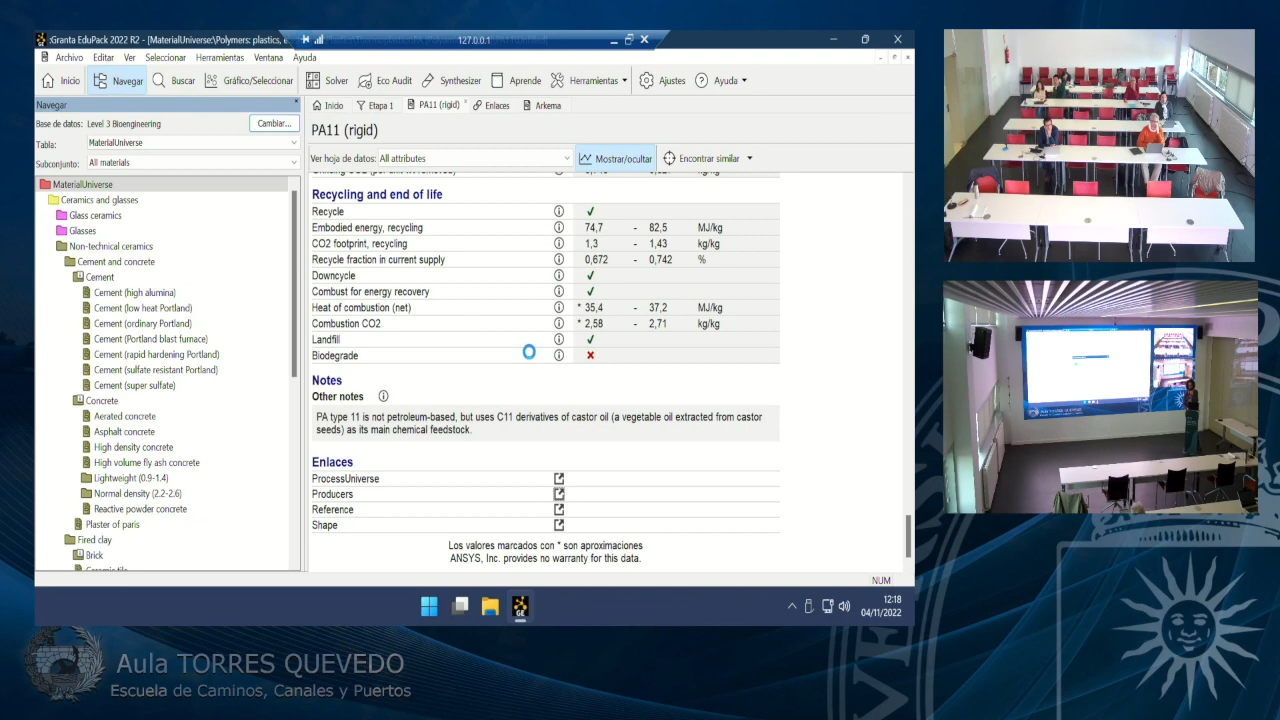 Granta EduPack 2022 R2 - [MaterialUniverse:\Polymers: plastics, e
127.0.0.1
Archivo Editar Ver Seleccionar Herramientas Ventana Ayuda
Inicio Navegar Buscar Gráfico/Seleccionar Solver Eco Audit Synthesizer Aprende Herramientas Ajustes Ayuda
Navegar
Base de datos: Level 3 Bioengineering Cambiar...
Tabla: MaterialUniverse
Subconjunto: All materials
MaterialUniverse
Ceramics and glasses
Glass ceramics
Glasses
Non-technical ceramics
Cement and concrete
Cement
Cement (high alumina)
Cement (low heat Portland)
Cement (ordinary Portland)
Cement (Portland blast furnace)
Cement (rapid hardening Portland)
Cement (sulfate resistant Portland)
Cement (super sulfate)
Concrete
Aerated concrete
Asphalt concrete
High density concrete
High volume fly ash concrete
Lightweight (0.9-1.4)
Normal density (2.2-2.6)
Reactive powder concrete
Plaster of paris
Fired clay
Brick
Inicio Etapa 1 PA11 (rigid) Enlaces Arkema
PA11 (rigid)
Ver hoja de datos: All attributes Mostrar/ocultar Encontrar similar
Recycling and end of life
Recycle
Embodied energy, recycling 74,7 - 82,5 MJ/kg
CO2 footprint, recycling 1,3 - 1,43 kg/kg
Recycle fraction in current supply 0,672 - 0,742 %
Downcycle
Combust for energy recovery
Heat of combustion (net) * 35,4 - 37,2 MJ/kg
Combustion CO2 * 2,58 - 2,71 kg/kg
Landfill
Biodegrade
Notes
Other notes
PA type 11 is not petroleum-based, but uses C11 derivatives of castor oil (a vegetable oil extracted from castor
seeds) as its main chemical feedstock.
Enlaces
ProcessUniverse
Producers
Reference
Shape
Los valores marcados con * son aproximaciones
ANSYS, Inc. provides no warranty for this data.
NUM
12:18
04/11/2022
Aula TORRES QUEVEDO
Escuela de Caminos, Canales y Puertos